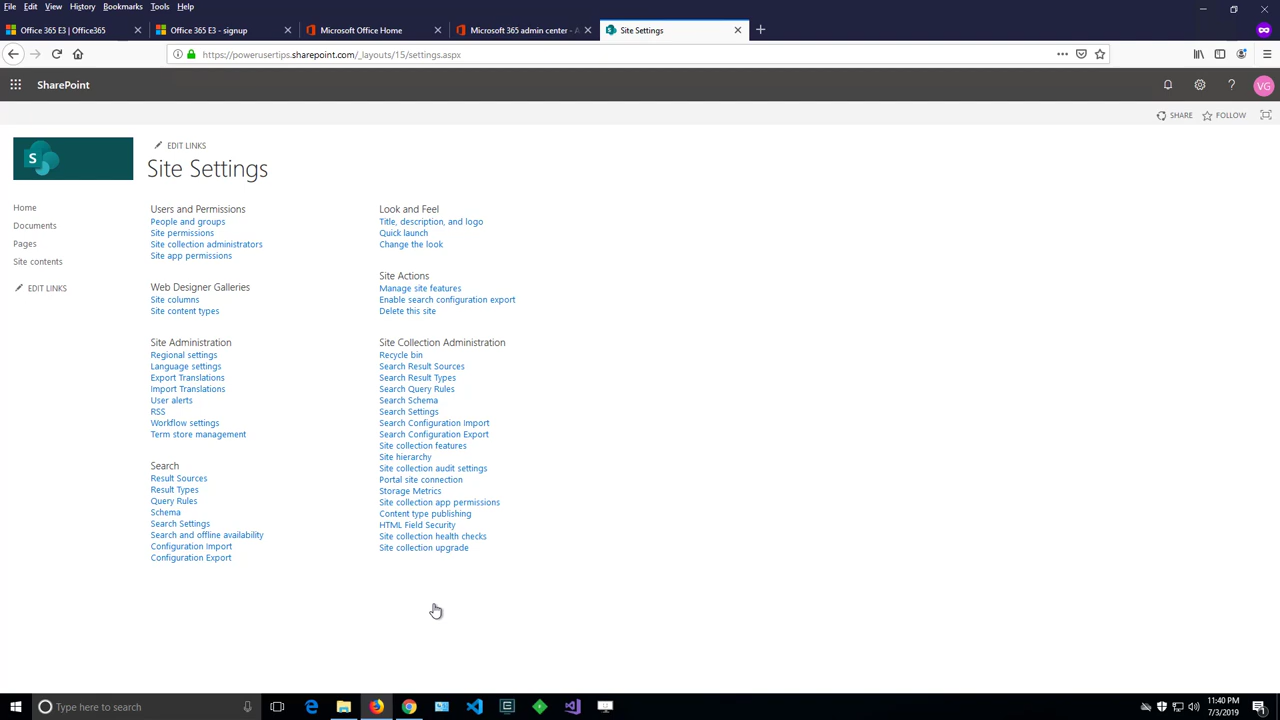 File Edit View History Bookmarks Tools Help
Office 365 E3 | Office365
Office 365 E3 - signup
Microsoft Office Home
Microsoft 365 admin center - A
Site Settings
https://powerusertips.sharepoint.com/_layouts/15/settings.aspx
SharePoint
VG
SHARE
FOLLOW
S
EDIT LINKS
Site Settings
Home
Documents
Pages
Site contents
EDIT LINKS
Users and Permissions
People and groups
Site permissions
Site collection administrators
Site app permissions
Web Designer Galleries
Site columns
Site content types
Site Administration
Regional settings
Language settings
Export Translations
Import Translations
User alerts
RSS
Workflow settings
Term store management
Search
Result Sources
Result Types
Query Rules
Schema
Search Settings
Search and offline availability
Configuration Import
Configuration Export
Look and Feel
Title, description, and logo
Quick launch
Change the look
Site Actions
Manage site features
Enable search configuration export
Delete this site
Site Collection Administration
Recycle bin
Search Result Sources
Search Result Types
Search Query Rules
Search Schema
Search Settings
Search Configuration Import
Search Configuration Export
Site collection features
Site hierarchy
Site collection audit settings
Portal site connection
Storage Metrics
Site collection app permissions
Content type publishing
HTML Field Security
Site collection health checks
Site collection upgrade
Type here to search
11:40 PM
7/3/2019